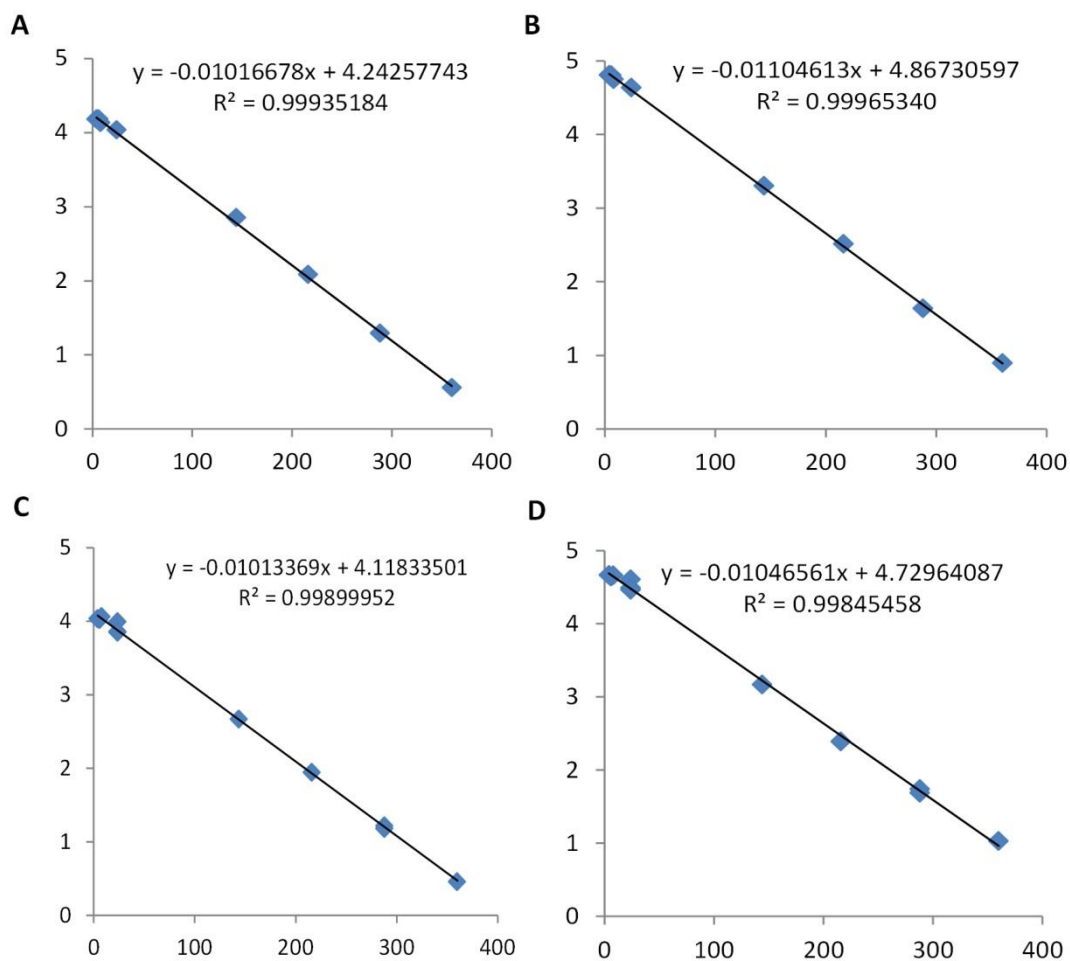 A
y = -0.01016678x + 4.24257743
R² = 0.99935184
5
4
3
2
1
0
0 100 200 300 400
B
y = -0.01104613x + 4.86730597
R² = 0.99965340
5
4
3
2
1
0
0 100 200 300 400
C
y = -0.01013369x + 4.11833501
R² = 0.99899952
5
4
3
2
1
0
0 100 200 300 400
D
y = -0.01046561x + 4.72964087
R² = 0.99845458
5
4
3
2
1
0
0 100 200 300 400